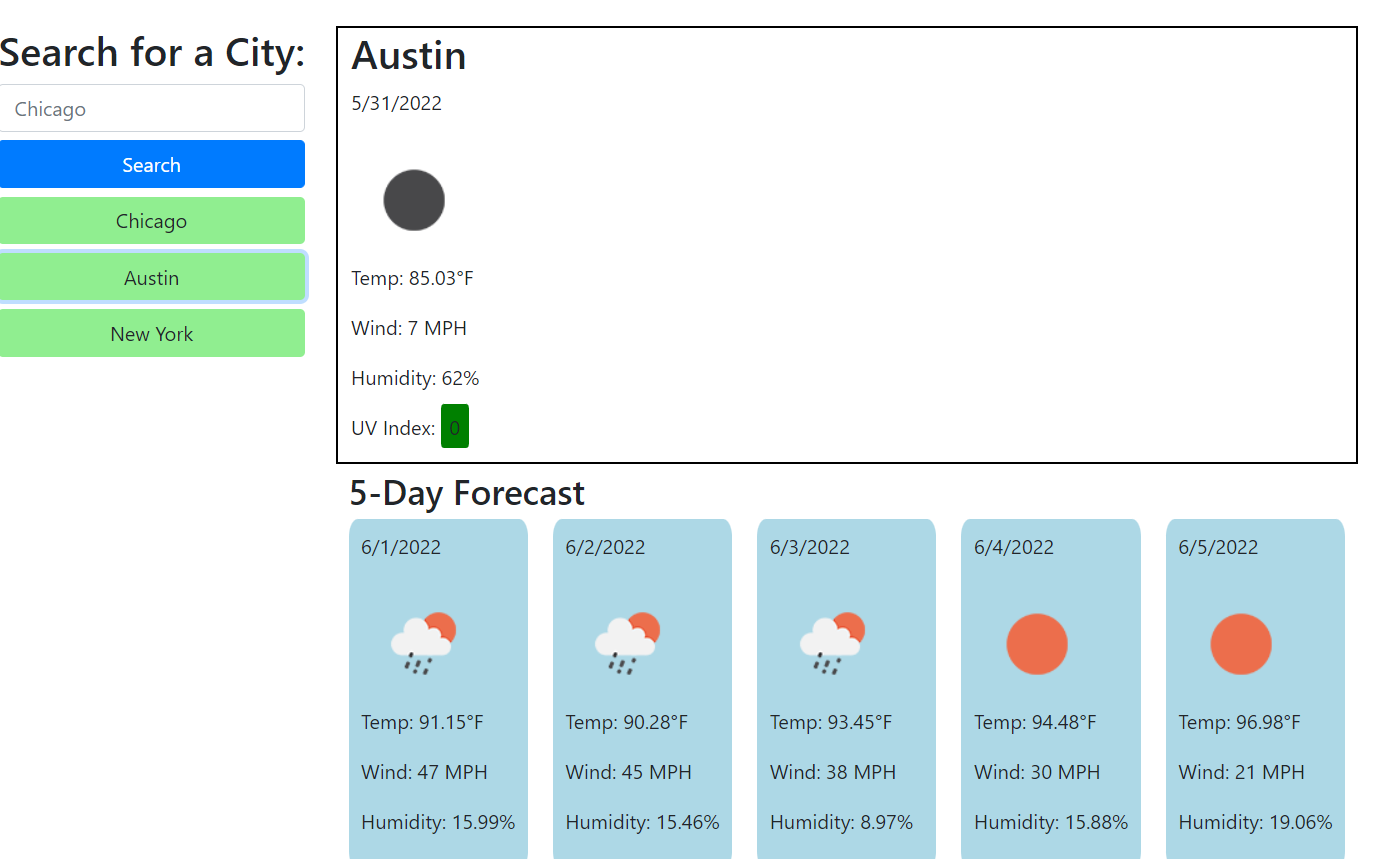 Search for a City:
Chicago
Search
Chicago
Austin
New York
Austin
5/31/2022
Temp: 85.03°F
Wind: 7 MPH
Humidity: 62%
UV Index: 0
5-Day Forecast
6/1/2022
Temp: 91.15°F
Wind: 47 MPH
Humidity: 15.99%
6/2/2022
Temp: 90.28°F
Wind: 45 MPH
Humidity: 15.46%
6/3/2022
Temp: 93.45°F
Wind: 38 MPH
Humidity: 8.97%
6/4/2022
Temp: 94.48°F
Wind: 30 MPH
Humidity: 15.88%
6/5/2022
Temp: 96.98°F
Wind: 21 MPH
Humidity: 19.06%